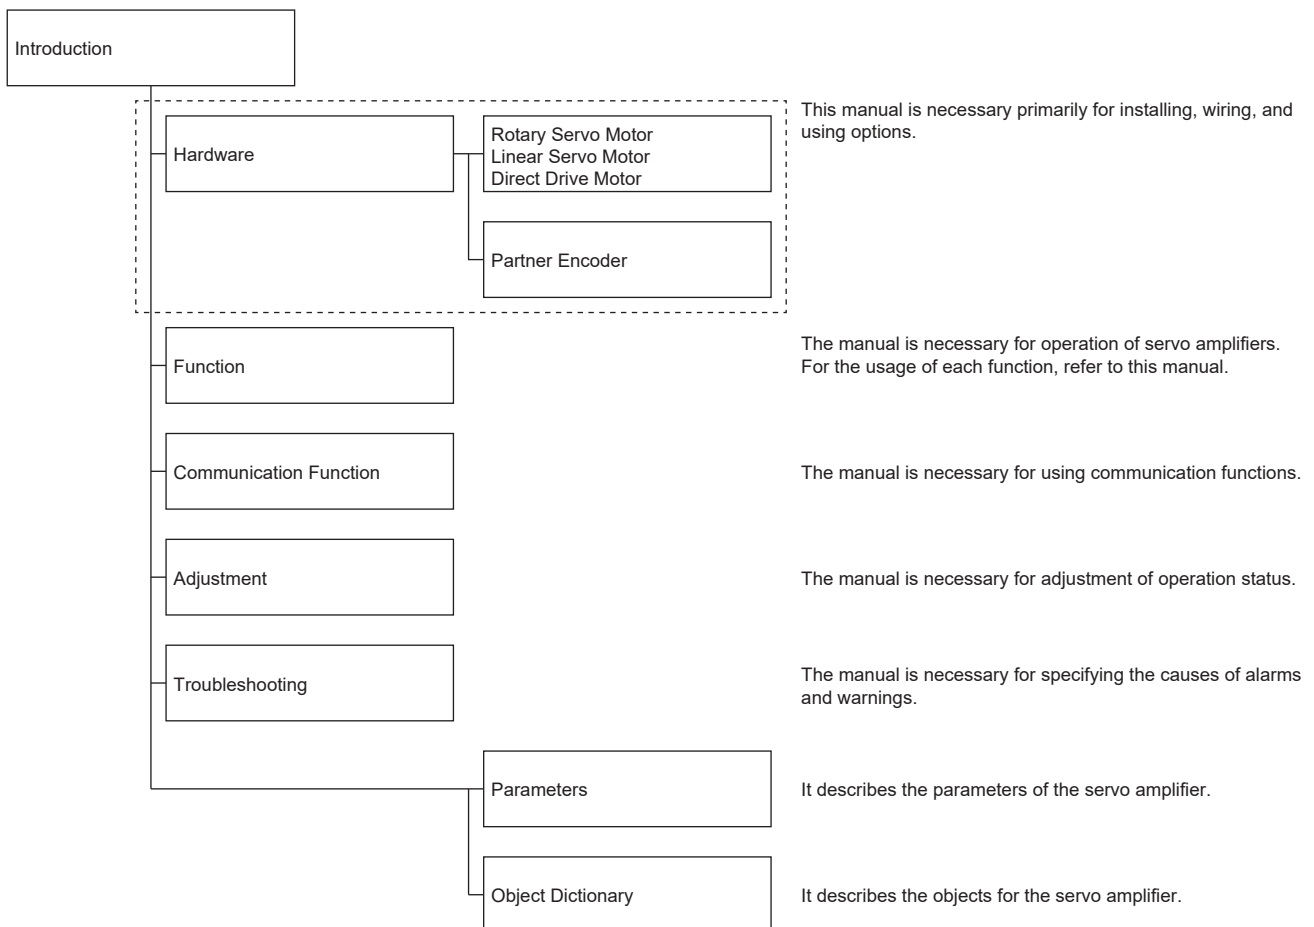 Introduction
This manual is necessary primarily for installing, wiring, and
using options.
Hardware
Rotary Servo Motor
Linear Servo Motor
Direct Drive Motor
Partner Encoder
Function
The manual is necessary for operation of servo amplifiers.
For the usage of each function, refer to this manual.
Communication Function
The manual is necessary for using communication functions.
Adjustment
The manual is necessary for adjustment of operation status.
Troubleshooting
The manual is necessary for specifying the causes of alarms
and warnings.
Parameters
It describes the parameters of the servo amplifier.
Object Dictionary
It describes the objects for the servo amplifier.